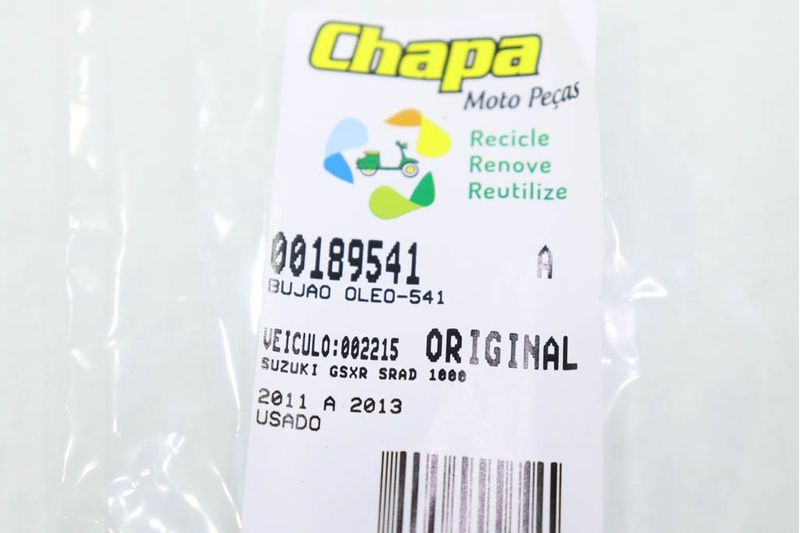 Chapa
Moto Peças
Recicle
Renove
Reutilize
00189541 A
BUJAO OLEO-541
VEICULO:002215 ORIGINAL
SUZUKI GSXR SRAD 1000
2011 A 2013
USADO